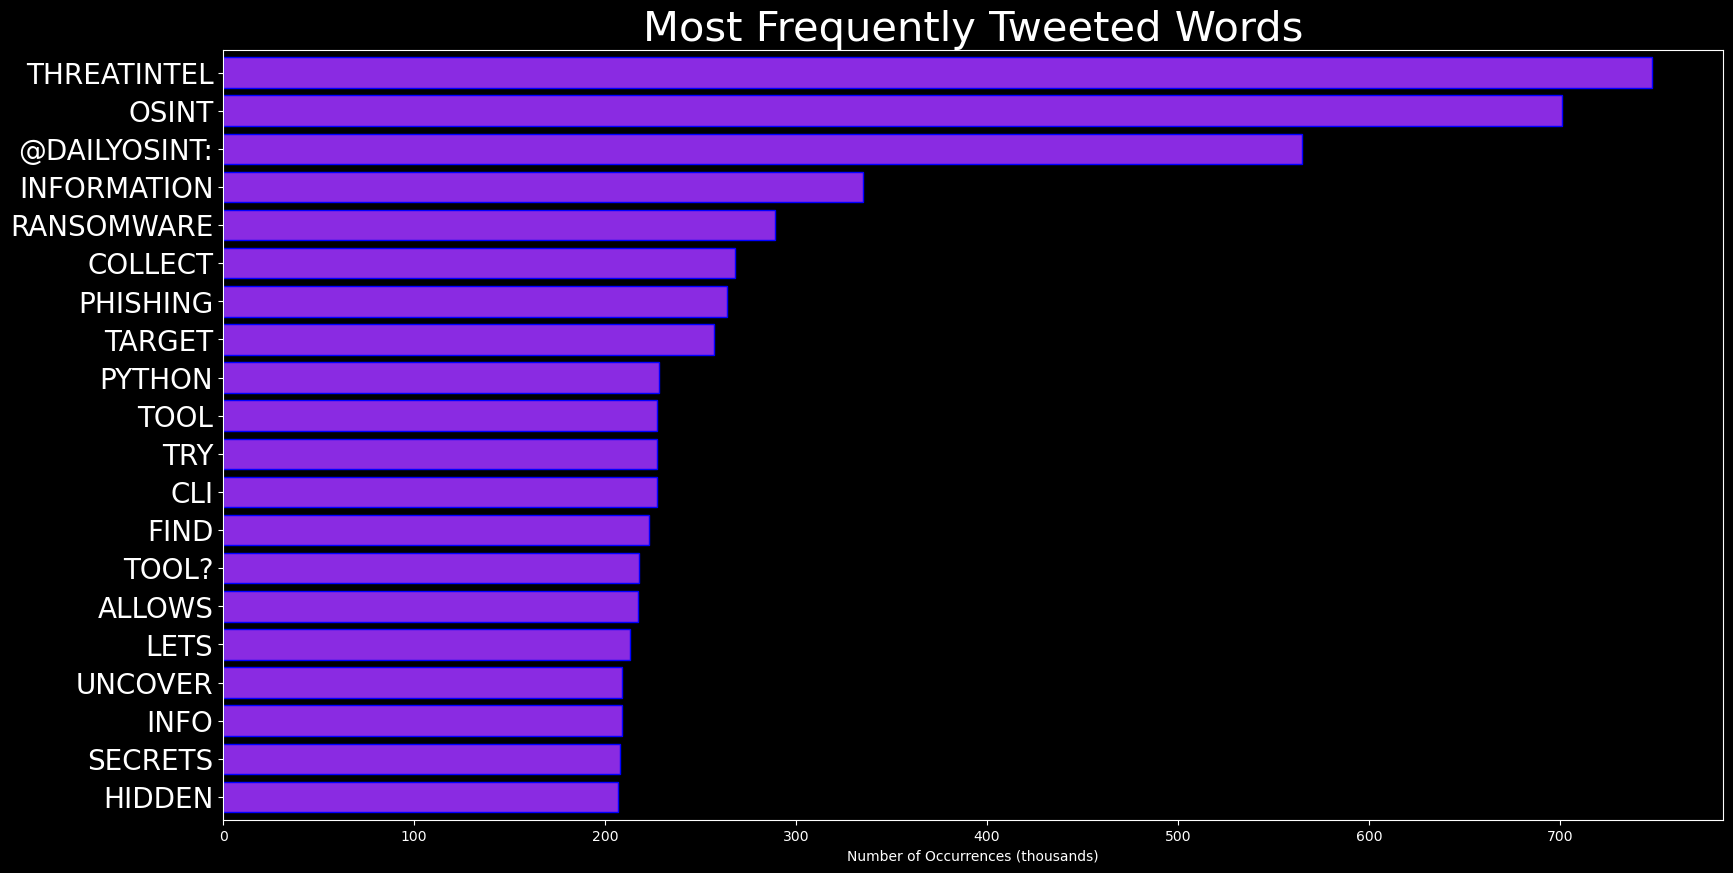 Most Frequently Tweeted Words
THREATINTEL
OSINT
@DAILYOSINT:
INFORMATION
RANSOMWARE
COLLECT
PHISHING
TARGET
PYTHON
TOOL
TRY
CLI
FIND
TOOL?
ALLOWS
LETS
UNCOVER
INFO
SECRETS
HIDDEN
0 100 200 300 400 500 600 700
Number of Occurrences (thousands)